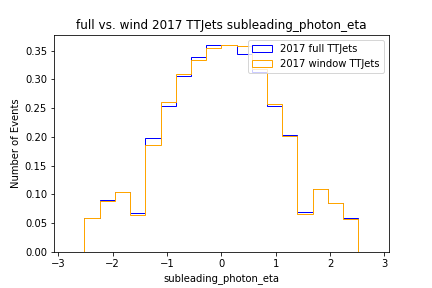 full vs. wind 2017 TTJets subleading_photon_eta
2017 full TTJets
2017 window TTJets
Number of Events
0.35
0.30
0.25
0.20
0.15
0.10
0.05
0.00
−3 −2 −1 0 1 2 3
subleading_photon_eta